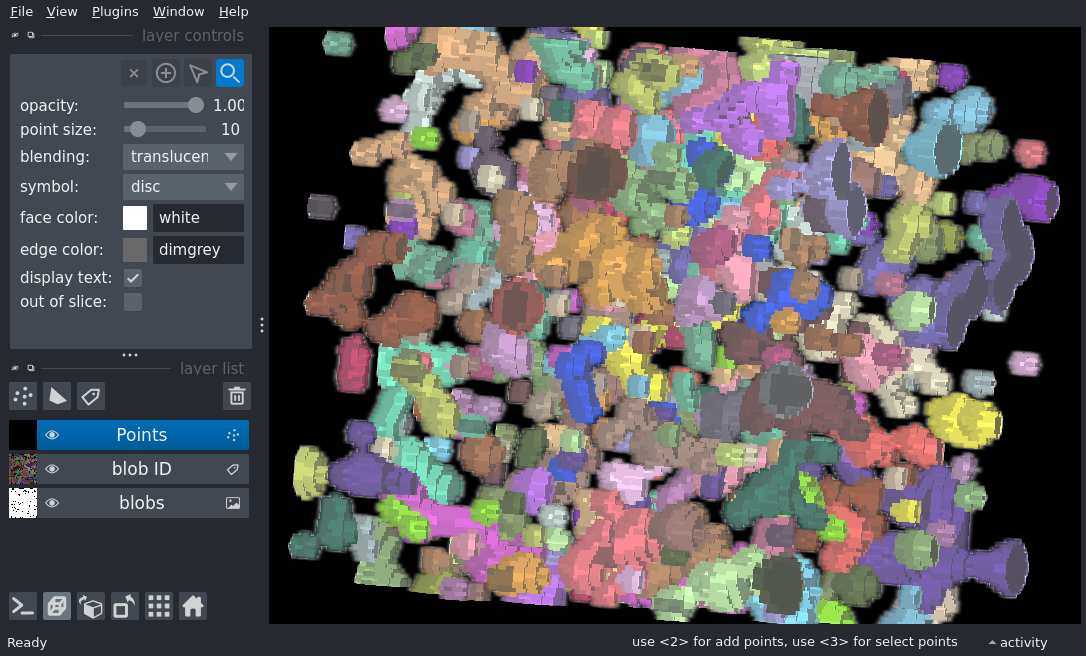 File View Plugins Window Help
layer controls
opacity: 1.00
point size: 10
blending: translucen
symbol: disc
face color: white
edge color: dimgrey
display text:
out of slice:
layer list
Points
blob ID
blobs
Ready
use <2> for add points, use <3> for select points
activity